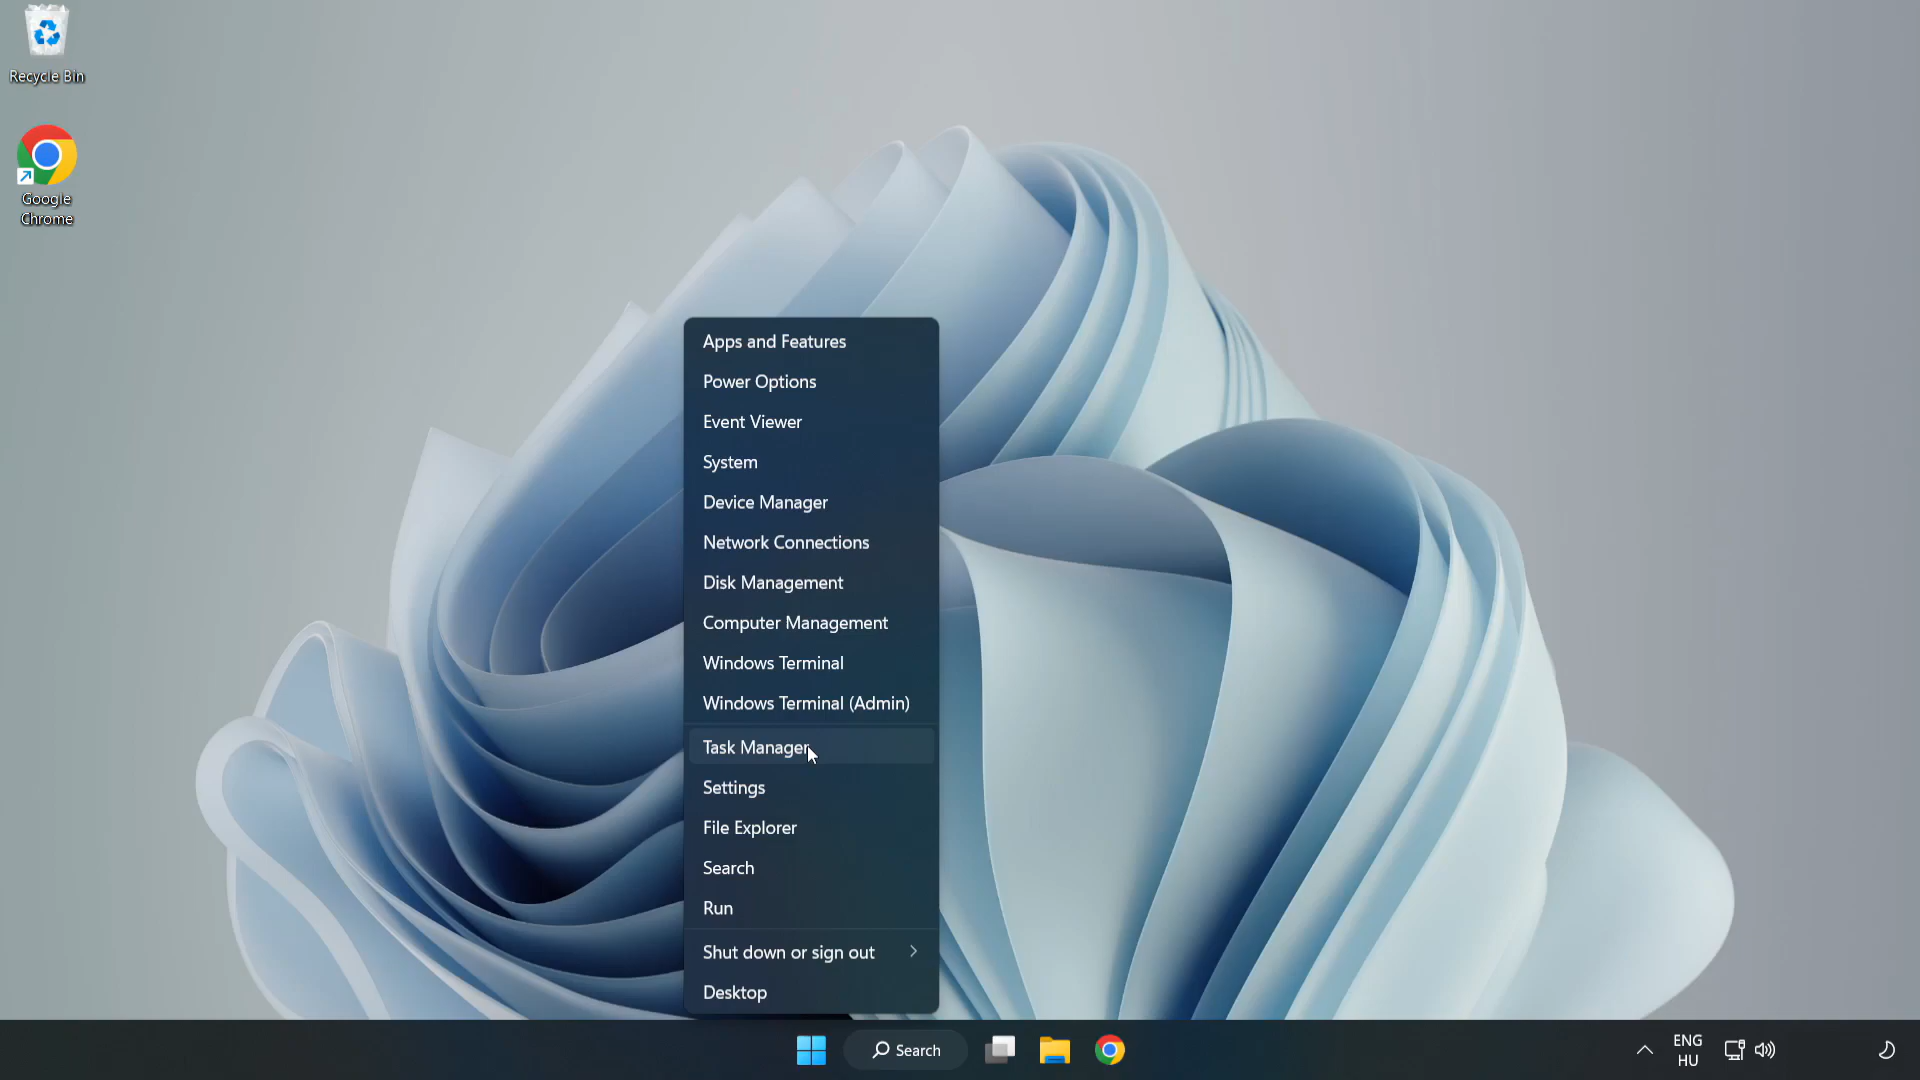 Recycle Bin
Google
Chrome
Apps and Features
Power Options
Event Viewer
System
Device Manager
Network Connections
Disk Management
Computer Management
Windows Terminal
Windows Terminal (Admin)
Task Manager
Settings
File Explorer
Search
Run
Shut down or sign out
Desktop
Search
ENG
HU